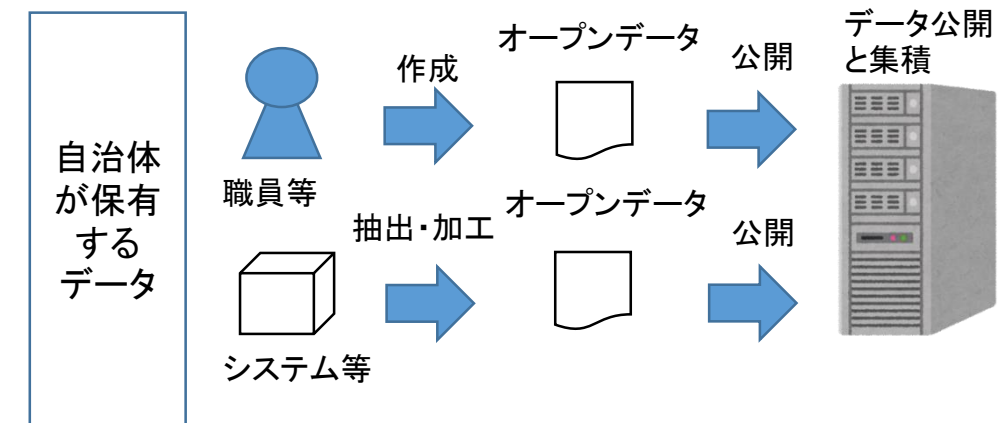 自治体
が保有
する
データ
作成
オープンデータ
公開
データ公開
と集積
職員等
抽出・加工
オープンデータ
公開
システム等